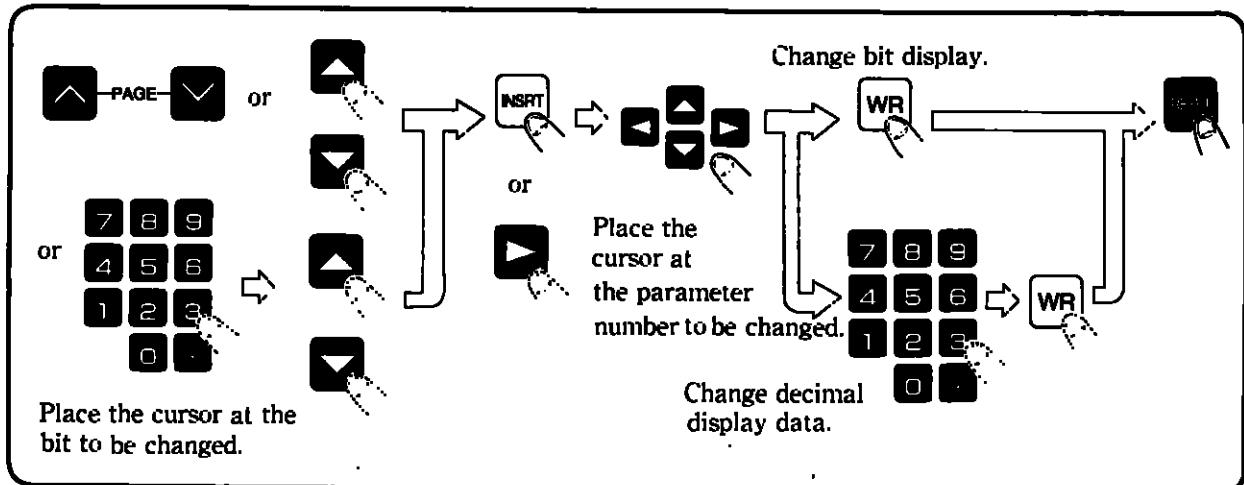 PAGE
or
or
7 8 9
4 5 6
1 2 3
0 .
Place the cursor at the
bit to be changed.
INSRT
or
Place the
cursor at
the parameter
number to be changed.
Change bit display.
WR
7 8 9
4 5 6
1 2 3
0 .
Change decimal
display data.
WR